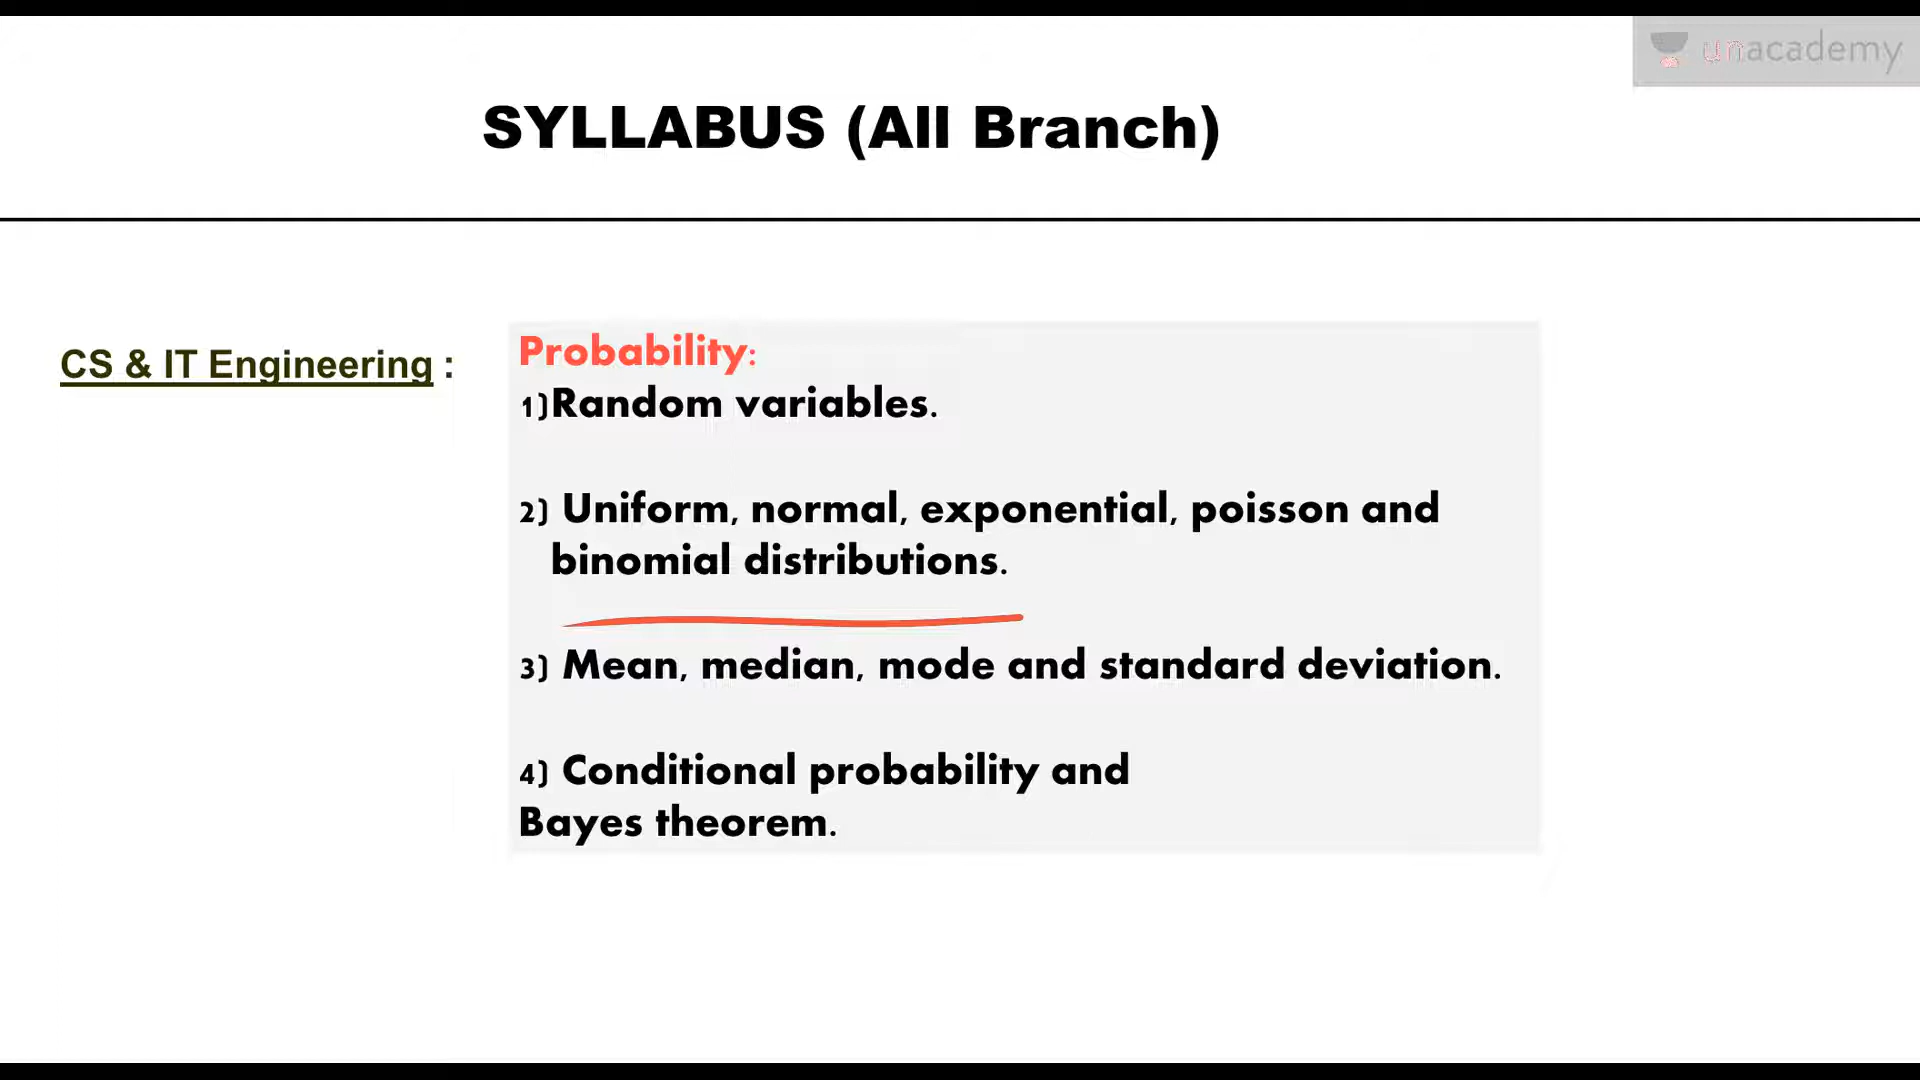 unacademy
SYLLABUS (All Branch)
CS & IT Engineering :
Probability:
1)Random variables.
2) Uniform, normal, exponential, poisson and
binomial distributions.
3) Mean, median, mode and standard deviation.
4) Conditional probability and
Bayes theorem.